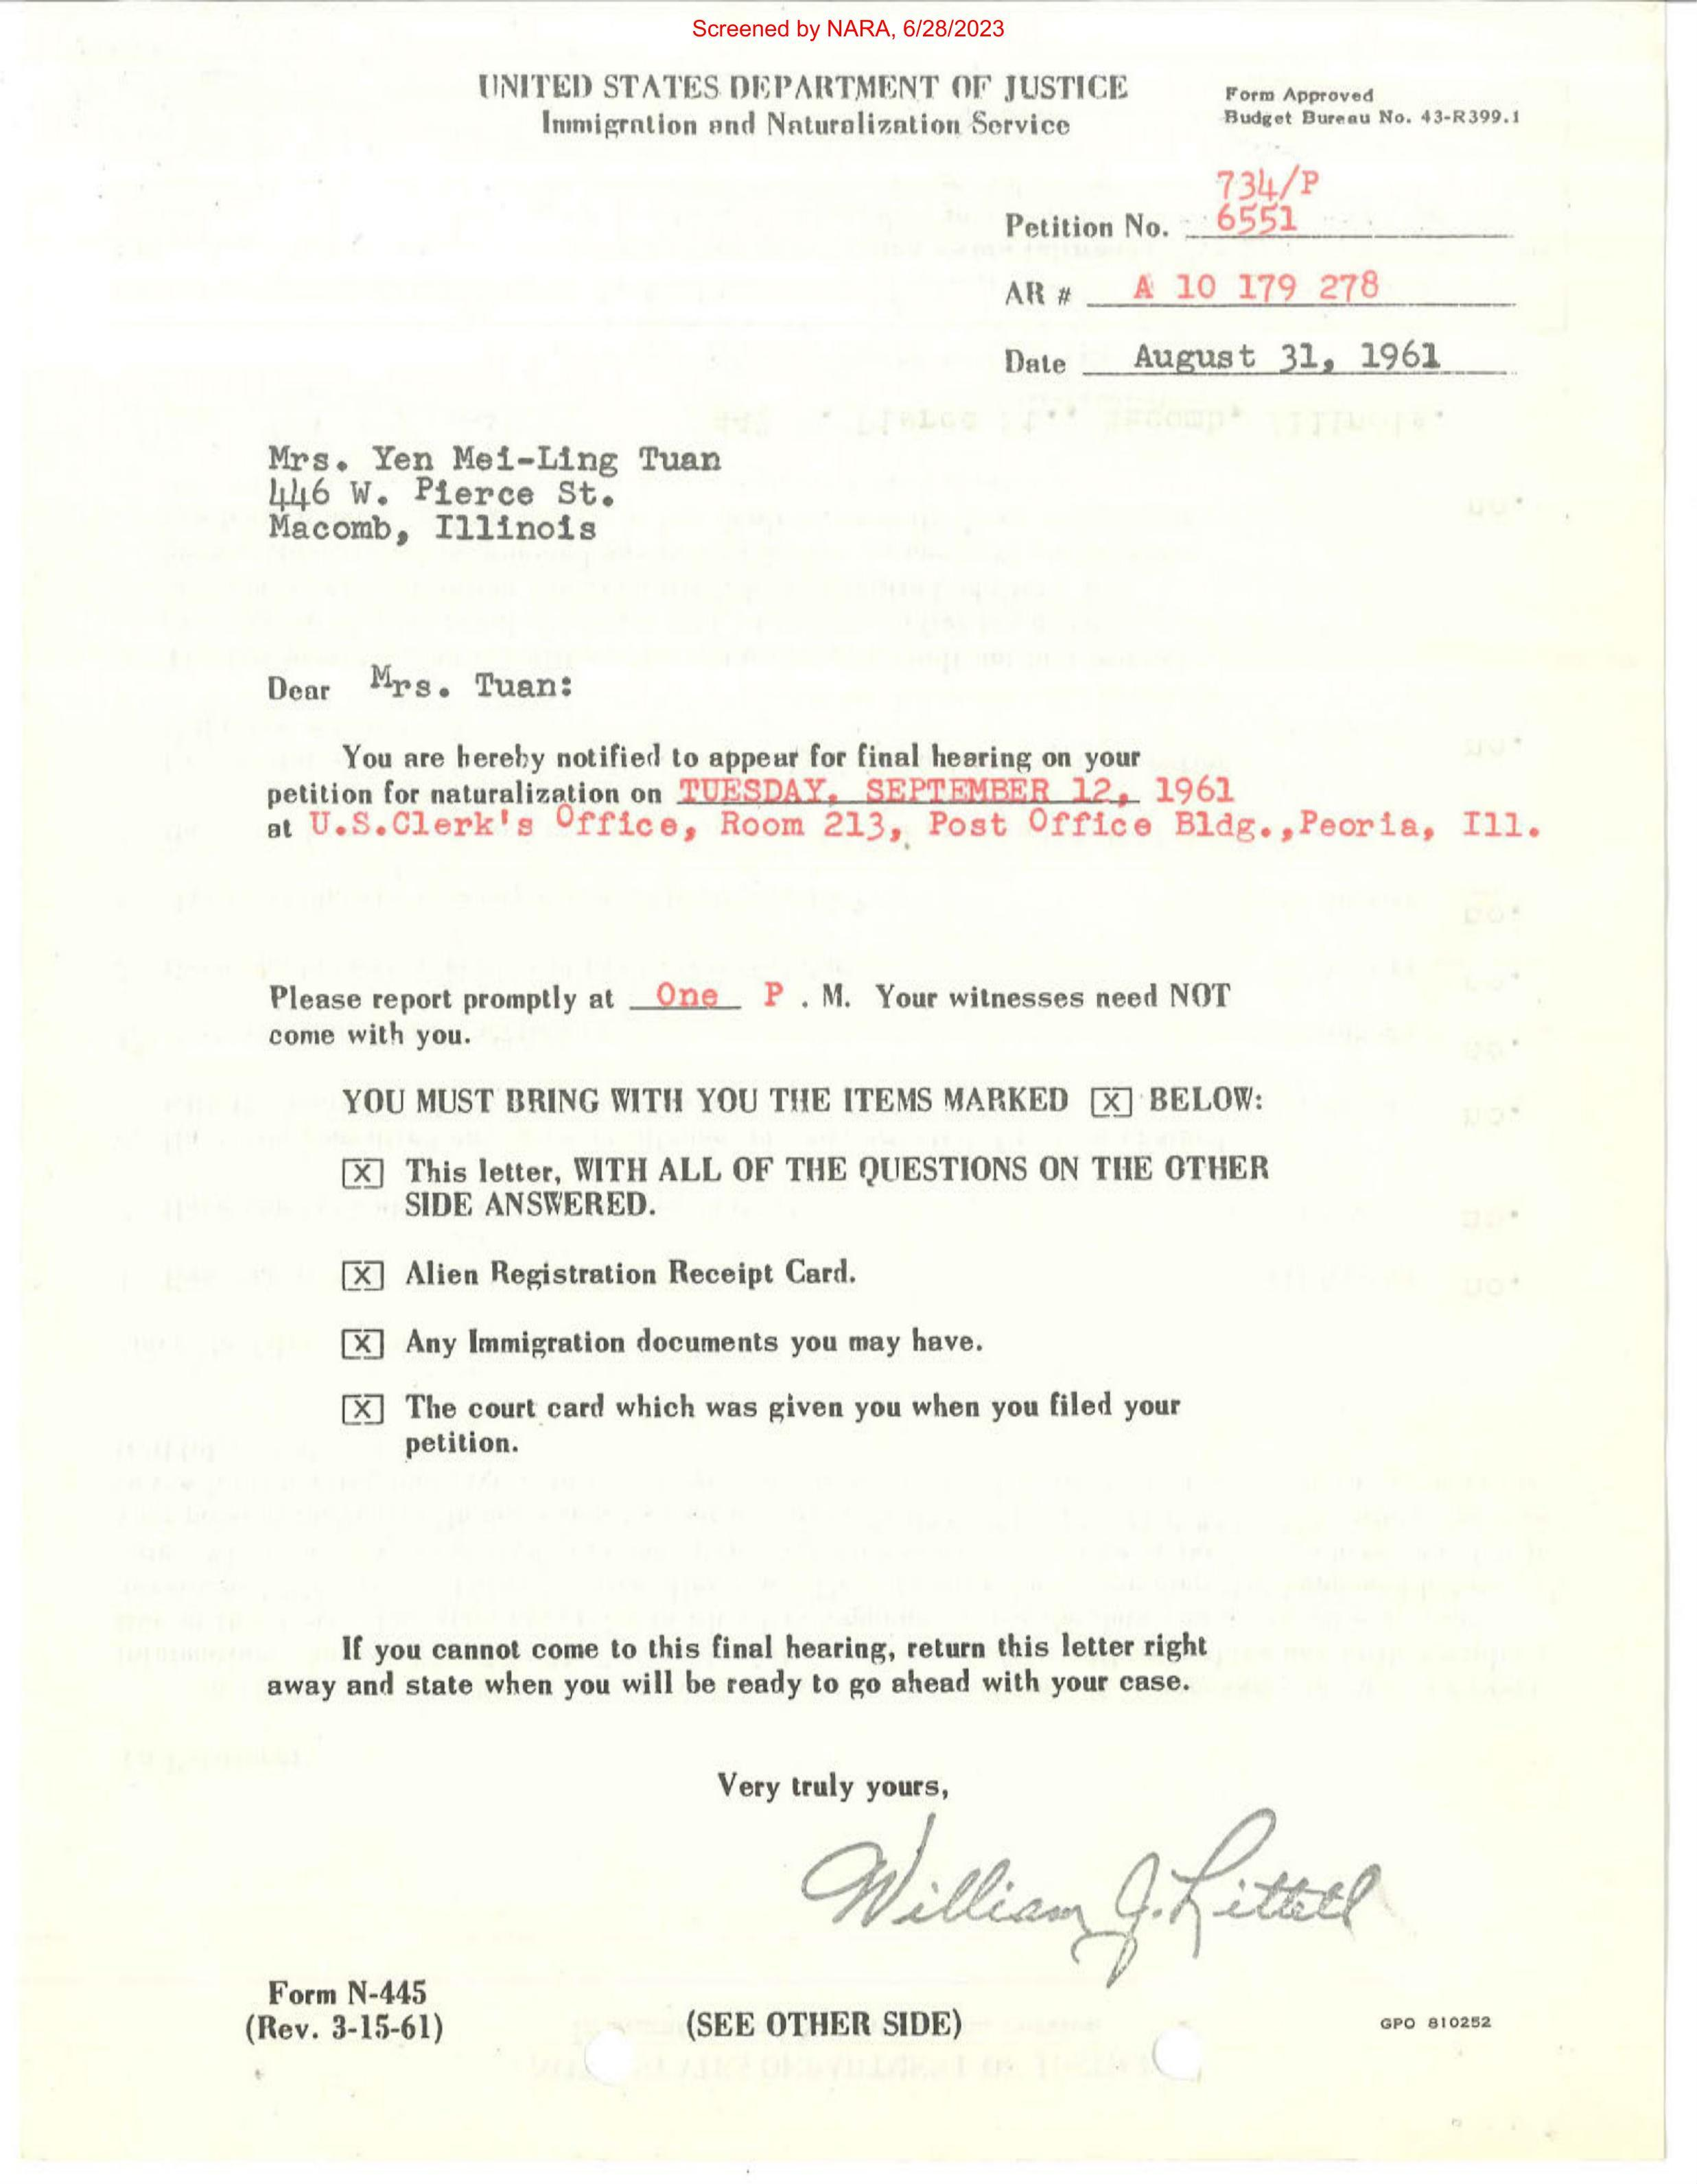 Screened by NARA, 6/28/2023
UNITED STATES DEPARTMENT OF JUSTICE
Immigration and Naturalization Service
Form Approved
Budget Bureau No. 43-R399.1
734/P
Petition No. 6551
AR # A 10 179 278
Date August 31, 1961
Mrs. Yen Mei-Ling Tuan
446 W. Pierce St.
Macomb, Illinois
Dear Mrs. Tuan:
You are hereby notified to appear for final hearing on your
petition for naturalization on TUESDAY, SEPTEMBER 12, 1961
at U.S.Clerk's Office, Room 213, Post Office Bldg.,Peoria, Ill.
Please report promptly at One P . M. Your witnesses need NOT
come with you.
YOU MUST BRING WITH YOU THE ITEMS MARKED [X] BELOW:
[X] This letter, WITH ALL OF THE QUESTIONS ON THE OTHER
SIDE ANSWERED.
[X] Alien Registration Receipt Card.
[X] Any Immigration documents you may have.
[X] The court card which was given you when you filed your
petition.
If you cannot come to this final hearing, return this letter right
away and state when you will be ready to go ahead with your case.
Very truly yours,
William J. Littell
Form N-445
(Rev. 3-15-61)
(SEE OTHER SIDE)
GPO 810252